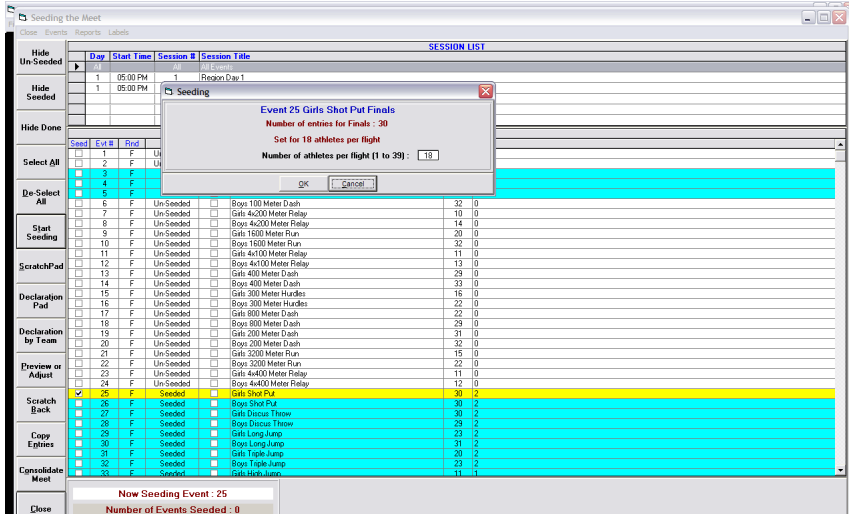 Seeding the Meet
Close Events Reports Labels
Hide Un-Seeded
Hide Seeded
Hide Done
Select All
De-Select All
Start Seeding
ScratchPad
Declaration Pad
Declaration by Team
Preview or Adjust
Scratch Back
Copy Entries
Consolidate Meet
Close
SESSION LIST
Day Start Time Session # Session Title
All All All Events
1 05:00 PM 1 Region Day 1
1 05:00 PM
Seeding
Event 25 Girls Shot Put Finals
Number of entries for Finals : 30
Set for 18 athletes per flight
Number of athletes per flight (1 to 39) : 18
OK Cancel
Seed Evt # Rnd
1 F Un
2 F Un
3 F
4 F
5 F
6 F Un-Seeded Boys 100 Meter Dash 32 0
7 F Un-Seeded Girls 4x200 Meter Relay 10 0
8 F Un-Seeded Boys 4x200 Meter Relay 14 0
9 F Un-Seeded Girls 1600 Meter Run 20 0
10 F Un-Seeded Boys 1600 Meter Run 32 0
11 F Un-Seeded Girls 4x100 Meter Relay 11 0
12 F Un-Seeded Boys 4x100 Meter Relay 13 0
13 F Un-Seeded Girls 400 Meter Dash 29 0
14 F Un-Seeded Boys 400 Meter Dash 33 0
15 F Un-Seeded Girls 300 Meter Hurdles 16 0
16 F Un-Seeded Boys 300 Meter Hurdles 22 0
17 F Un-Seeded Girls 800 Meter Dash 22 0
18 F Un-Seeded Boys 800 Meter Dash 29 0
19 F Un-Seeded Girls 200 Meter Dash 31 0
20 F Un-Seeded Boys 200 Meter Dash 32 0
21 F Un-Seeded Girls 3200 Meter Run 15 0
22 F Un-Seeded Boys 3200 Meter Run 22 0
23 F Un-Seeded Girls 4x400 Meter Relay 11 0
24 F Un-Seeded Boys 4x400 Meter Relay 12 0
25 F Seeded Girls Shot Put 30 2
26 F Seeded Boys Shot Put 30 2
27 F Seeded Girls Discus Throw 30 2
28 F Seeded Boys Discus Throw 29 2
29 F Seeded Girls Long Jump 23 2
30 F Seeded Boys Long Jump 31 2
31 F Seeded Girls Triple Jump 20 2
32 F Seeded Boys Triple Jump 23 2
33 F Seeded Girls High Jump 11 1
Now Seeding Event : 25
Number of Events Seeded : 0